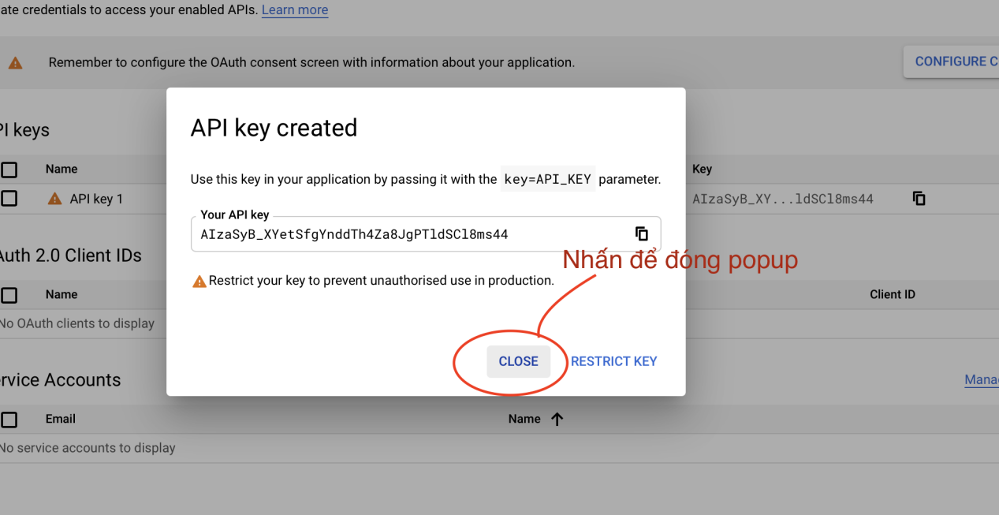 ate credentials to access your enabled APIs. Learn more
Remember to configure the OAuth consent screen with information about your application.
CONFIGURE C
API key created
PI keys
Name
Key
Use this key in your application by passing it with the key=API_KEY parameter.
API key 1
AIzaSyB_XY...ldSCl8ms44
Your API key
AIzaSyB_XYetSfgYnddTh4Za8JgPTldSCl8ms44
Auth 2.0 Client IDs
Nhấn để đóng popup
Restrict your key to prevent unauthorised use in production.
Name
Client ID
No OAuth clients to display
CLOSE
RESTRICT KEY
rvice Accounts
Mana
Email
Name
No service accounts to display